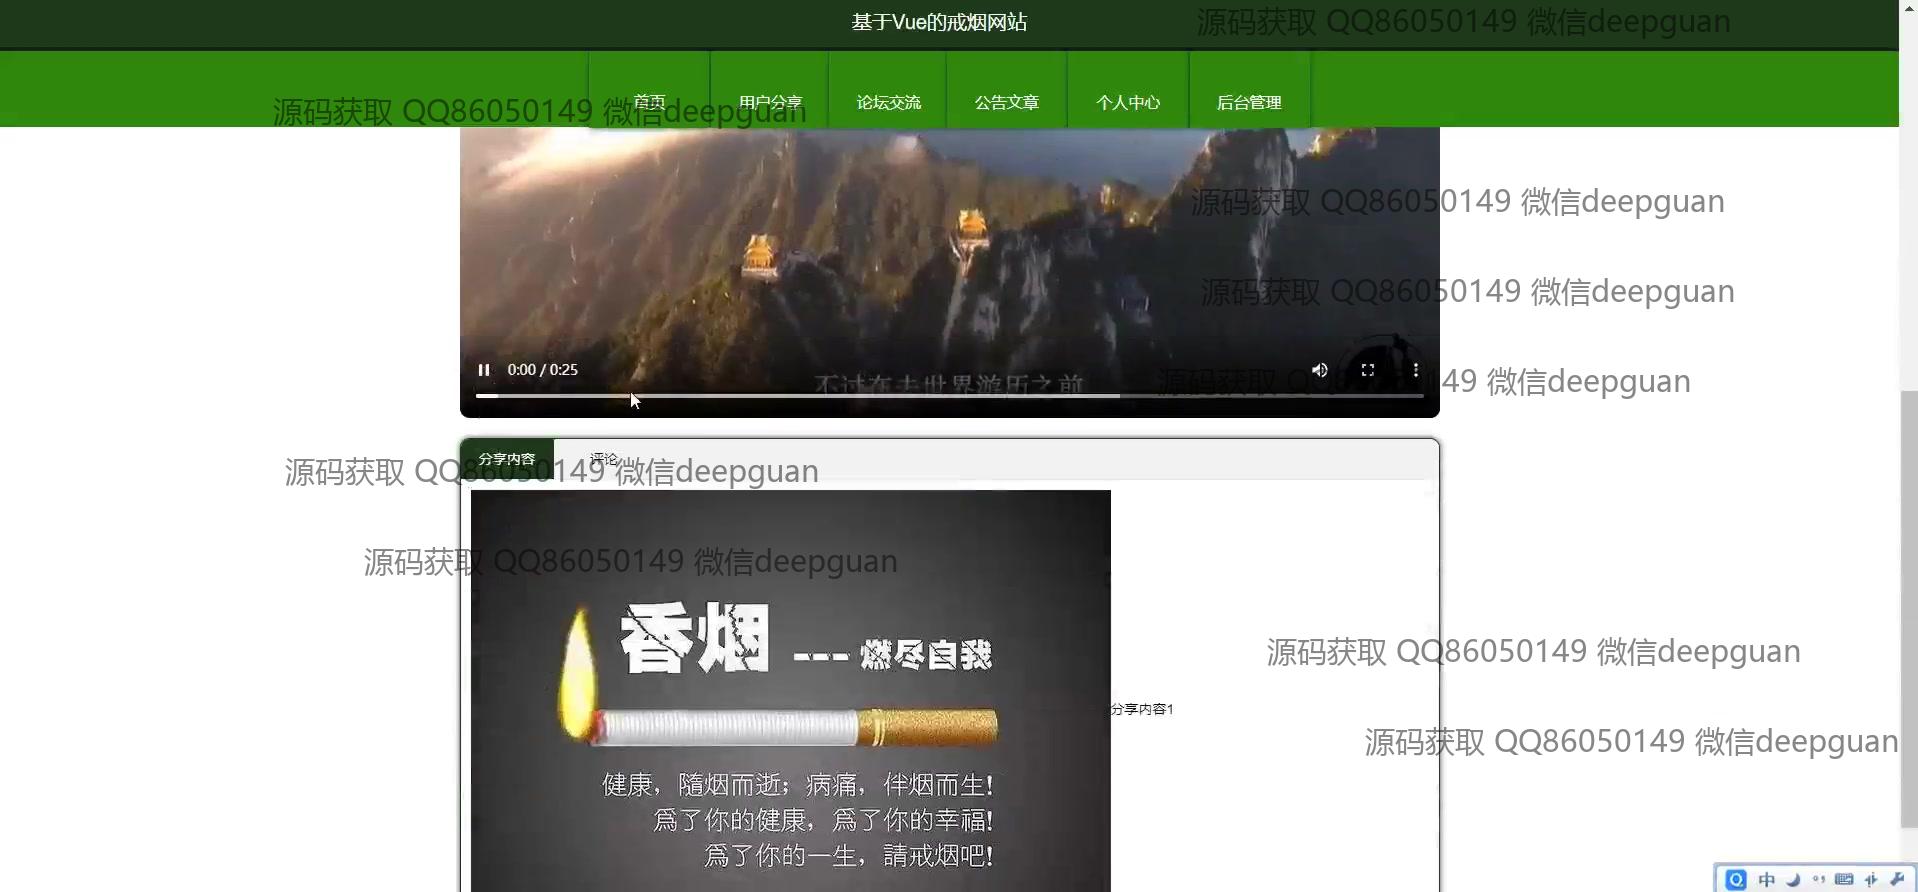 基于Vue的戒烟网站
源码获取 QQ86050149 微信deepguan
首页 用户分享 论坛交流 公告文章 个人中心 后台管理
源码获取 QQ86050149 微信deepguan
源码获取 QQ86050149 微信deepguan
源码获取 QQ86050149 微信deepguan
0:00 / 0:25
不过在去世界游历之前
源码获取 QQ86050149 微信deepguan
分享内容 评论
源码获取 QQ86050149 微信deepguan
源码获取 QQ86050149 微信deepguan
香烟 --- 燃尽自我
源码获取 QQ86050149 微信deepguan
分享内容1
源码获取 QQ86050149 微信deepguan
健康，隨烟而逝；病痛，伴烟而生！
爲了你的健康，爲了你的幸福！
爲了你的一生，請戒烟吧！
中